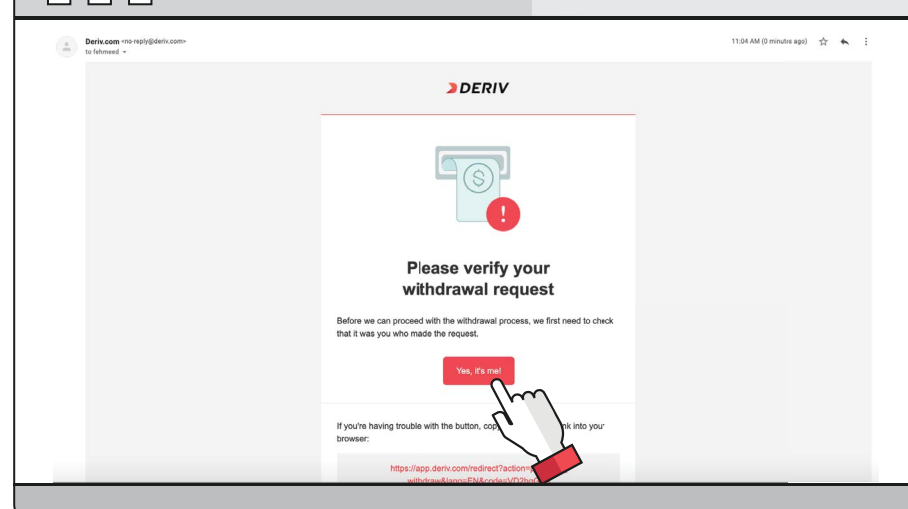 Deriv.com <no-reply@deriv.com>
11:04 AM (0 minutes ago)
to fehmeed
DERIV
Please verify your
withdrawal request
Before we can proceed with the withdrawal process, we first need to check
that it was you who made the request.
Yes, it's me!
If you're having trouble with the button, copy into your
browser:
https://app.deriv.com/redirect?action=
withdraw&lang=EN&code=